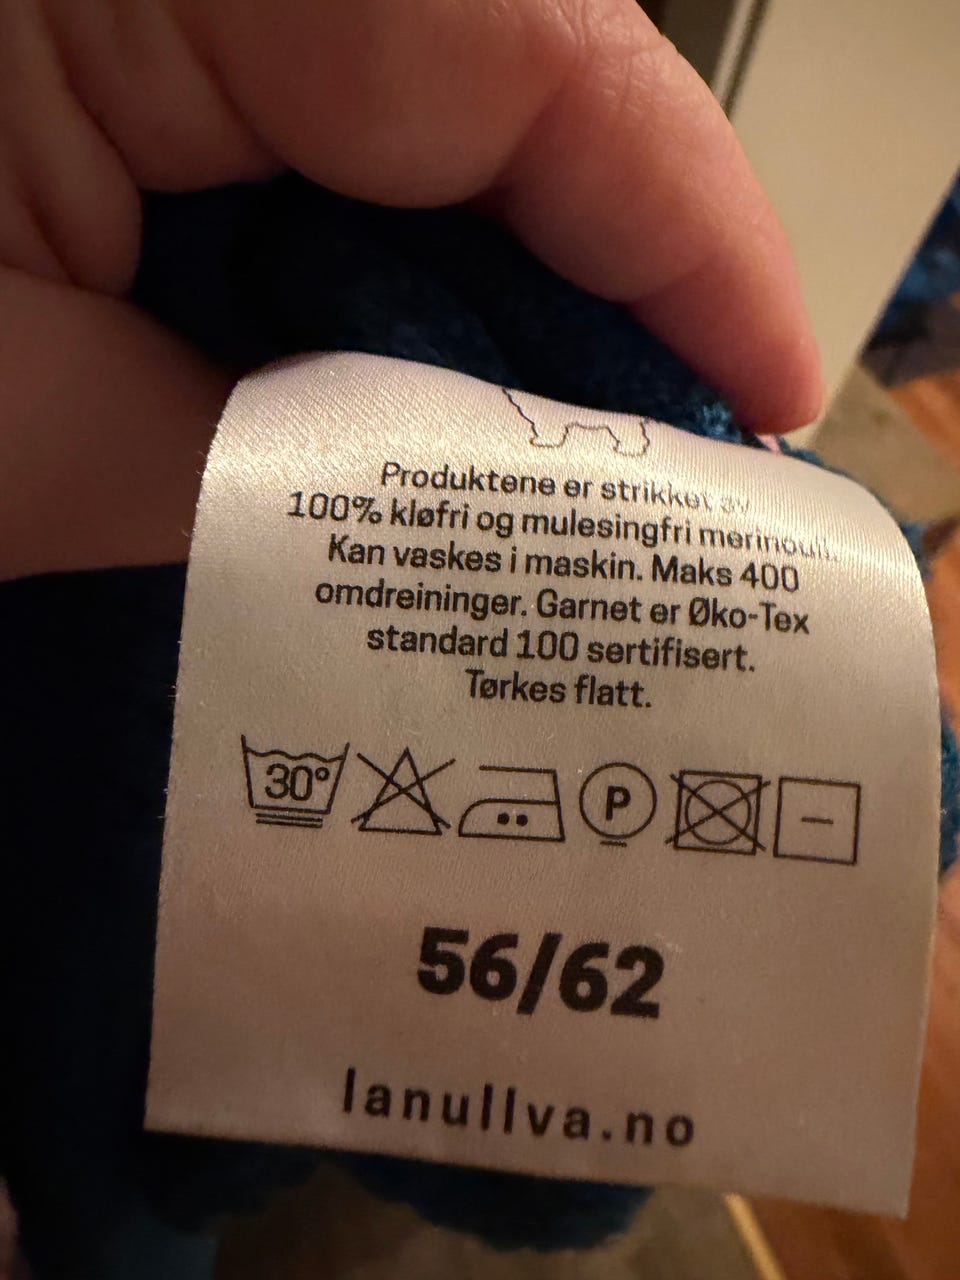 Produktene er strikket av
100% kløfri og mulesingfri merinoull.
Kan vaskes i maskin. Maks 400
omdreininger. Garnet er Øko-Tex
standard 100 sertifisert.
Tørkes flatt.
30° P
56/62
lanullva.no